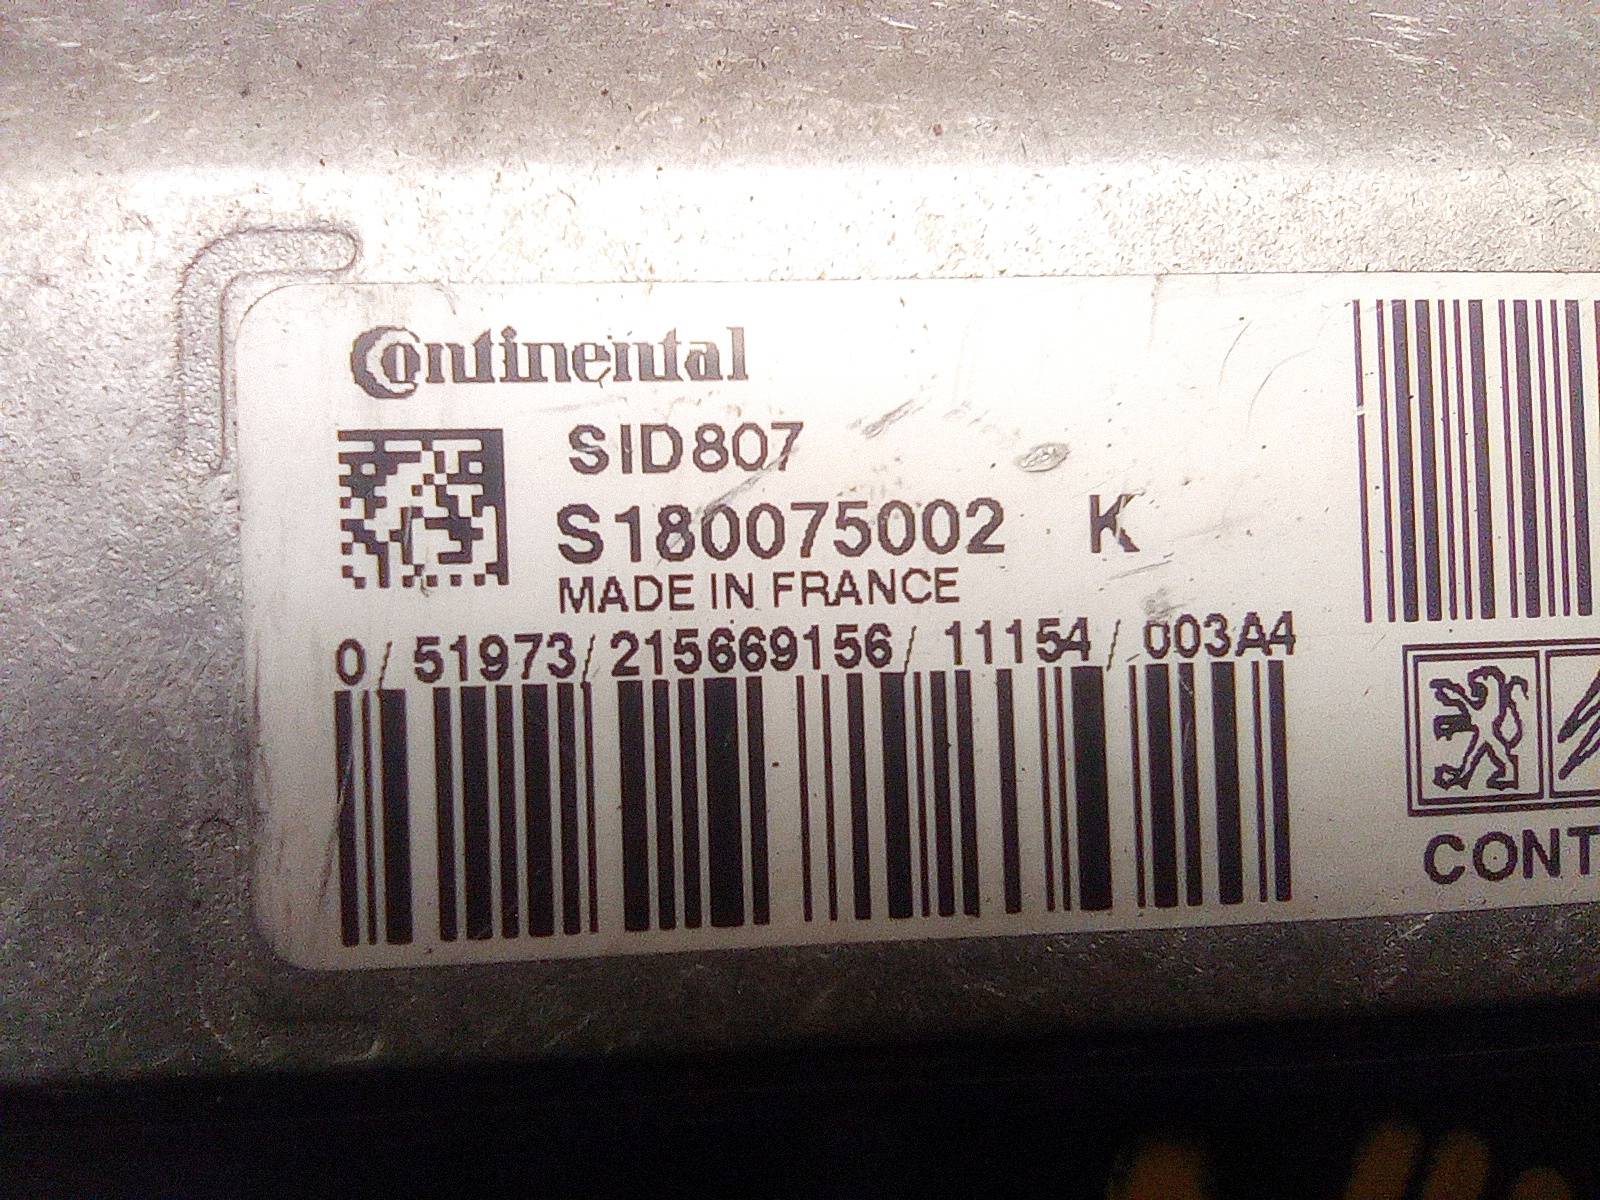 Continental
SID807
S180075002 K
MADE IN FRANCE
0/51973/215669156/11154/003A4
CONT